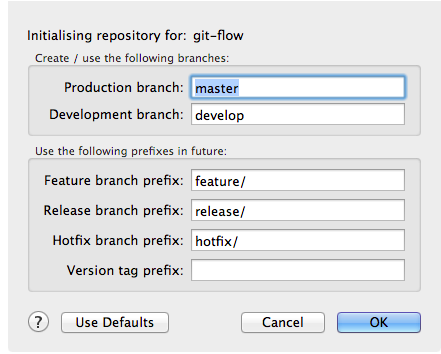 Initialising repository for: git-flow
Create / use the following branches:
Production branch: master
Development branch: develop
Use the following prefixes in future:
Feature branch prefix: feature/
Release branch prefix: release/
Hotfix branch prefix: hotfix/
Version tag prefix:
? Use Defaults Cancel OK